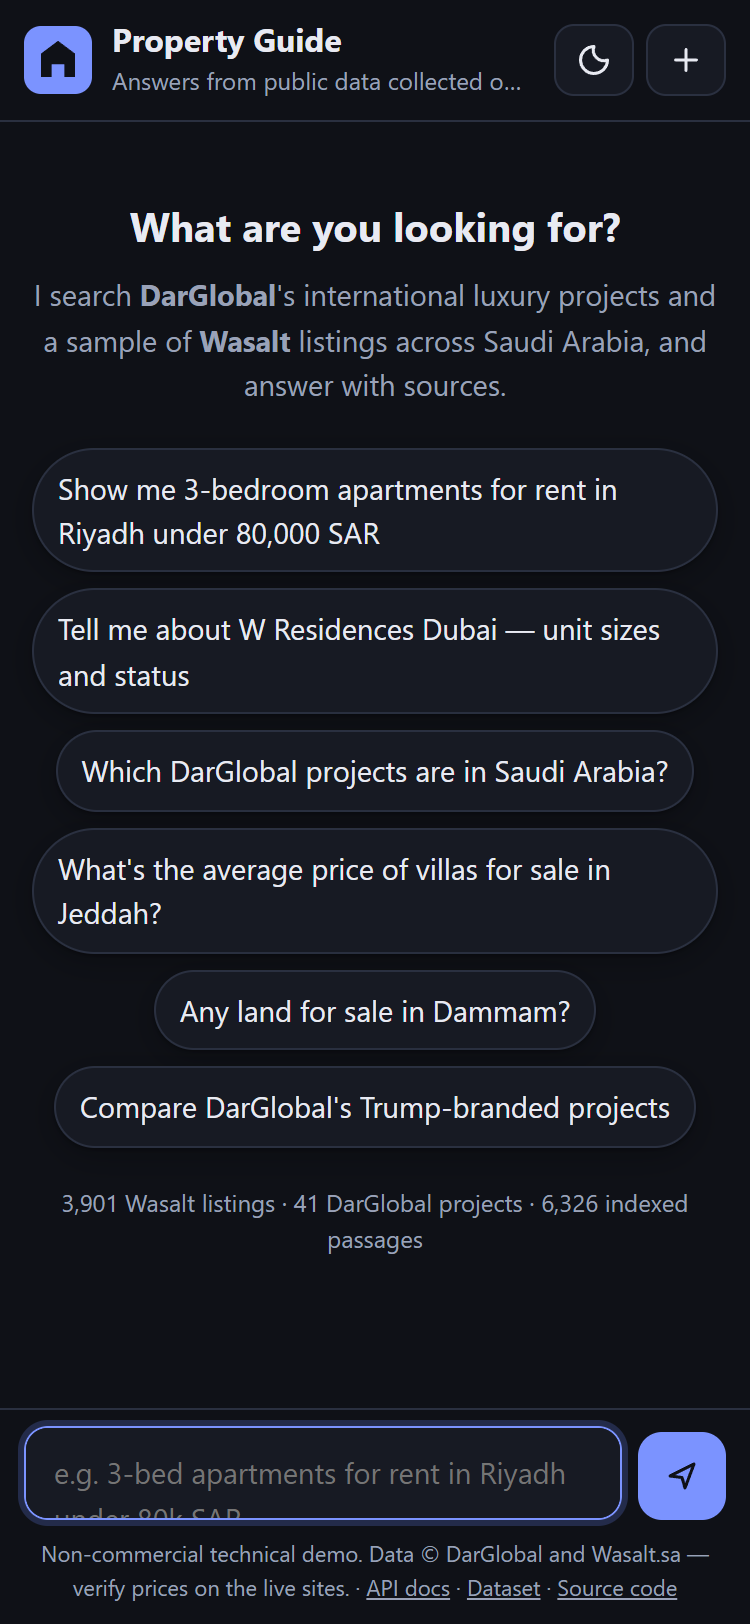 Property Guide
Answers from public data collected o...
What are you looking for?
I search DarGlobal's international luxury projects and
a sample of Wasalt listings across Saudi Arabia, and
answer with sources.
Show me 3-bedroom apartments for rent in
Riyadh under 80,000 SAR
Tell me about W Residences Dubai — unit sizes
and status
Which DarGlobal projects are in Saudi Arabia?
What's the average price of villas for sale in
Jeddah?
Any land for sale in Dammam?
Compare DarGlobal's Trump-branded projects
3,901 Wasalt listings · 41 DarGlobal projects · 6,326 indexed
passages
e.g. 3-bed apartments for rent in Riyadh
under 80k SAR
Non-commercial technical demo. Data © DarGlobal and Wasalt.sa —
verify prices on the live sites. · API docs · Dataset · Source code